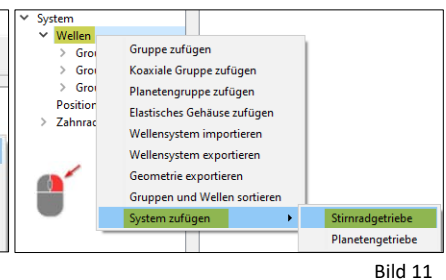 System
Wellen
Grou
Grou
Grou
Position
Zahnrac
Gruppe zufügen
Koaxiale Gruppe zufügen
Planetengruppe zufügen
Elastisches Gehäuse zufügen
Wellensystem importieren
Wellensystem exportieren
Geometrie exportieren
Gruppen und Wellen sortieren
System zufügen
Stirnradgetriebe
Planetengetriebe
Bild 11